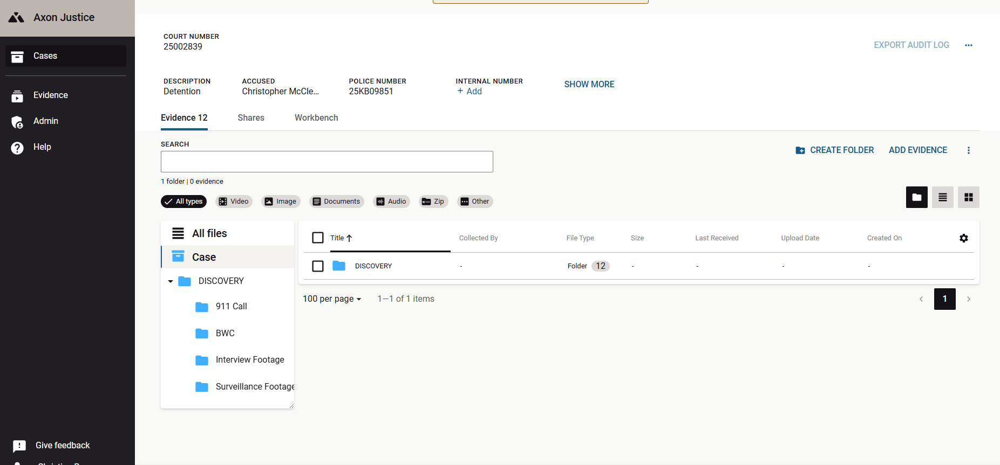 Axon Justice
Cases
Evidence
Admin
Help
Give feedback
COURT NUMBER
25002839
EXPORT AUDIT LOG
DESCRIPTION
Detention
ACCUSED
Christopher McCle...
POLICE NUMBER
25KB09851
INTERNAL NUMBER
+ Add
SHOW MORE
Evidence 12
Shares
Workbench
SEARCH
CREATE FOLDER
ADD EVIDENCE
1 folder | 0 evidence
All types
Video
Image
Documents
Audio
Zip
Other
All files
Case
DISCOVERY
911 Call
BWC
Interview Footage
Surveillance Footage
Title
Collected By
File Type
Size
Last Received
Upload Date
Created On
DISCOVERY
-
Folder 12
-
-
-
-
100 per page
1—1 of 1 items
1